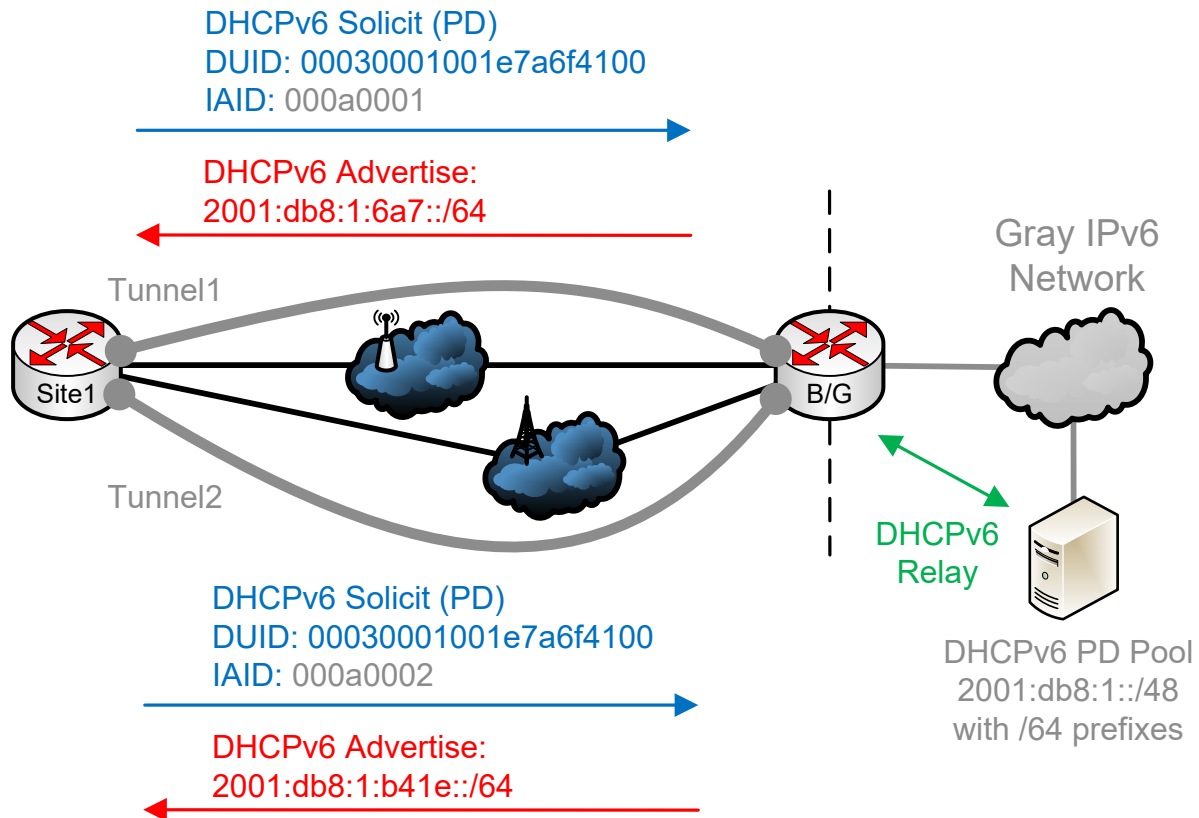 DHCPv6 Solicit (PD)
DUID: 00030001001e7a6f4100
IAID: 000a0001
DHCPv6 Advertise:
2001:db8:1:6a7::/64
Gray IPv6
Network
Tunnel1
Site1
B/G
Tunnel2
DHCPv6
Relay
DHCPv6 Solicit (PD)
DUID: 00030001001e7a6f4100
IAID: 000a0002
DHCPv6 PD Pool
2001:db8:1::/48
with /64 prefixes
DHCPv6 Advertise:
2001:db8:1:b41e::/64